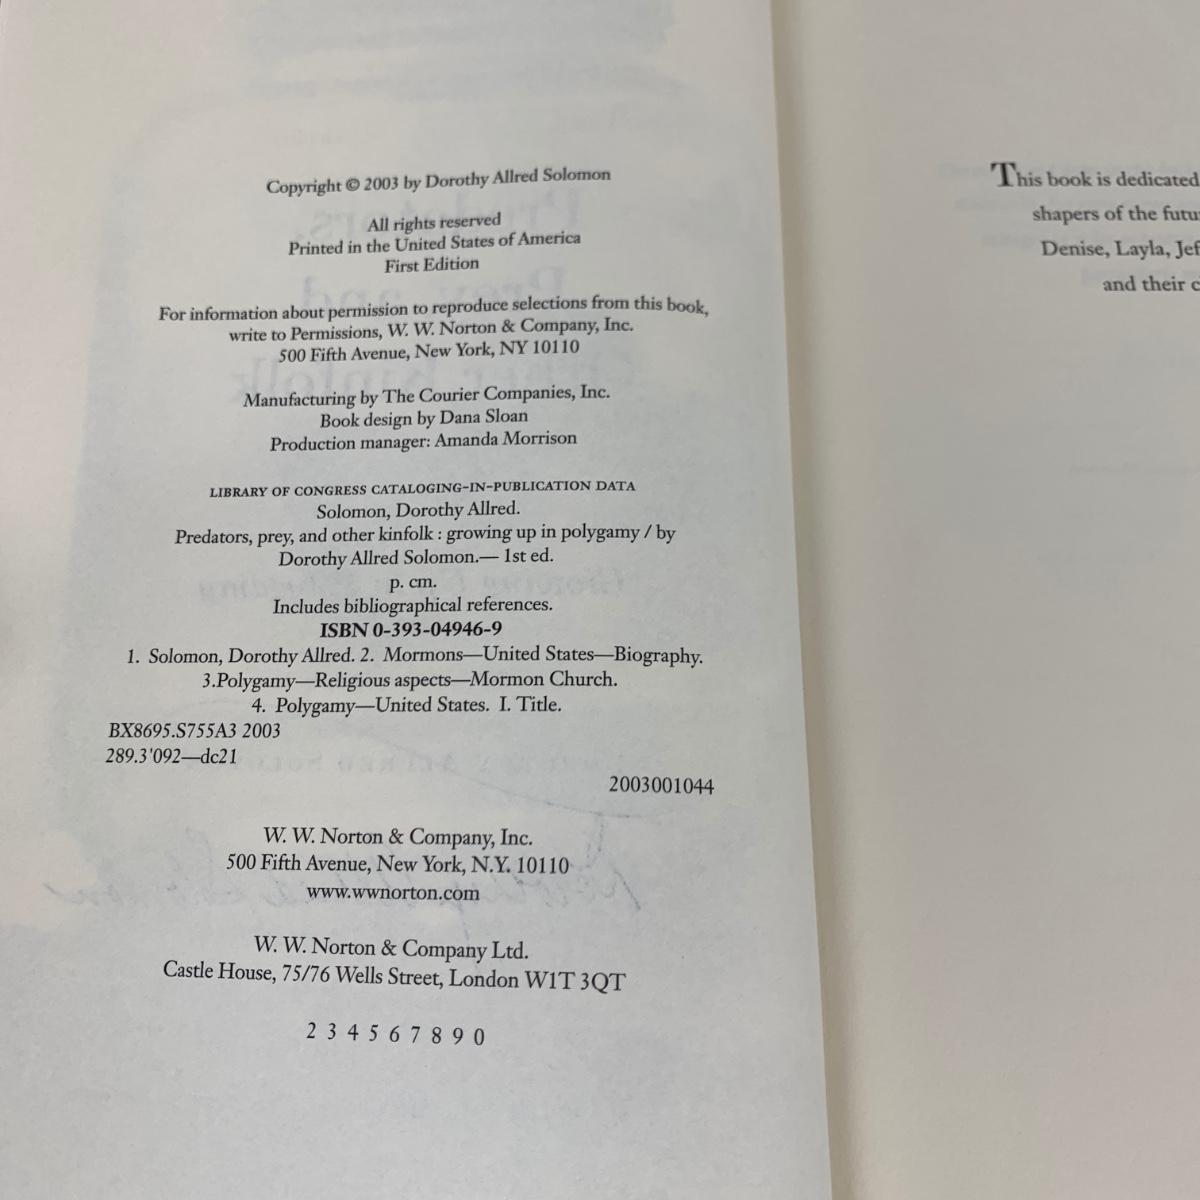 Copyright © 2003 by Dorothy Allred Solomon
All rights reserved
Printed in the United States of America
First Edition
For information about permission to reproduce selections from this book,
write to Permissions, W. W. Norton & Company, Inc.
500 Fifth Avenue, New York, NY 10110
Manufacturing by The Courier Companies, Inc.
Book design by Dana Sloan
Production manager: Amanda Morrison
LIBRARY OF CONGRESS CATALOGING-IN-PUBLICATION DATA
Solomon, Dorothy Allred.
Predators, prey, and other kinfolk : growing up in polygamy / by
Dorothy Allred Solomon.— 1st ed.
p. cm.
Includes bibliographical references.
ISBN 0-393-04946-9
1. Solomon, Dorothy Allred. 2. Mormons—United States—Biography.
3.Polygamy—Religious aspects—Mormon Church.
4. Polygamy—United States. I. Title.
BX8695.S755A3 2003
289.3'092—dc21
2003001044
W. W. Norton & Company, Inc.
500 Fifth Avenue, New York, N.Y. 10110
www.wwnorton.com
W. W. Norton & Company Ltd.
Castle House, 75/76 Wells Street, London W1T 3QT
2 3 4 5 6 7 8 9 0
This book is dedicated
shapers of the futu
Denise, Layla, Jef
and their c